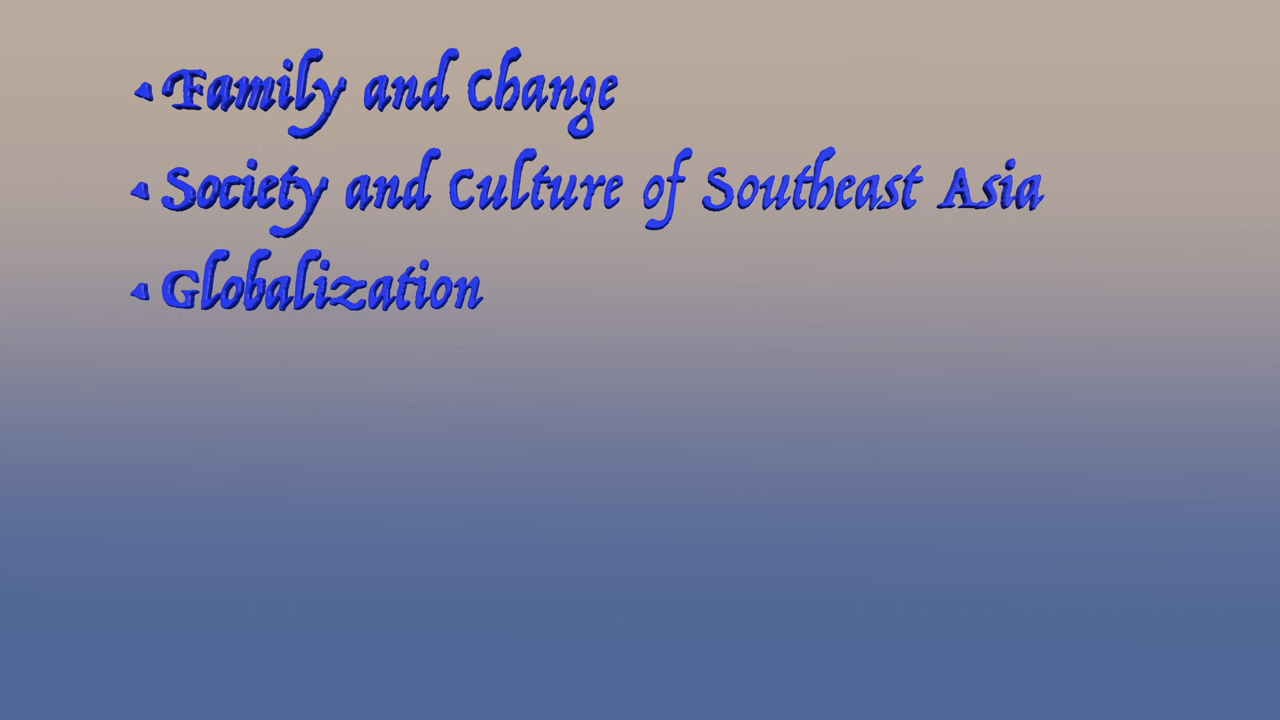 • Family and Change
• Society and Culture of Southeast Asia
• Globalization